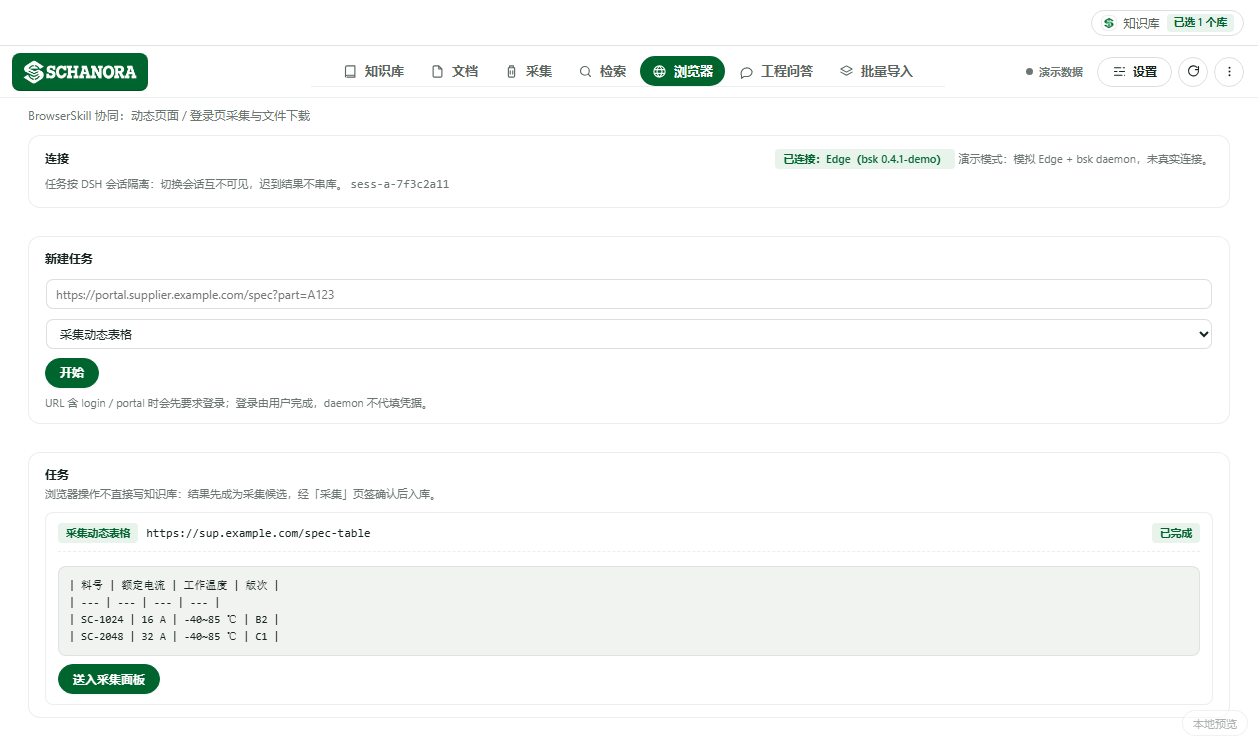 知识库 已选 1 个库
SCHANORA 知识库 文档 采集 检索 浏览器 工程问答 批量导入 演示数据 设置
BrowserSkill 协同：动态页面 / 登录页采集与文件下载
连接 已连接：Edge（bsk 0.4.1-demo） 演示模式：模拟 Edge + bsk daemon，未真实连接。
任务按 DSH 会话隔离：切换会话互不可见，迟到结果不串库。 sess-a-7f3c2a11
新建任务
https://portal.supplier.example.com/spec?part=A123
采集动态表格
开始
URL 含 login / portal 时会先要求登录；登录由用户完成，daemon 不代填凭据。
任务
浏览器操作不直接写知识库：结果先成为采集候选，经「采集」页签确认后入库。
采集动态表格 https://sup.example.com/spec-table 已完成
| 料号 | 额定电流 | 工作温度 | 版次 |
| --- | --- | --- | --- |
| SC-1024 | 16 A | -40~85 ℃ | B2 |
| SC-2048 | 32 A | -40~85 ℃ | C1 |
送入采集面板
本地预览